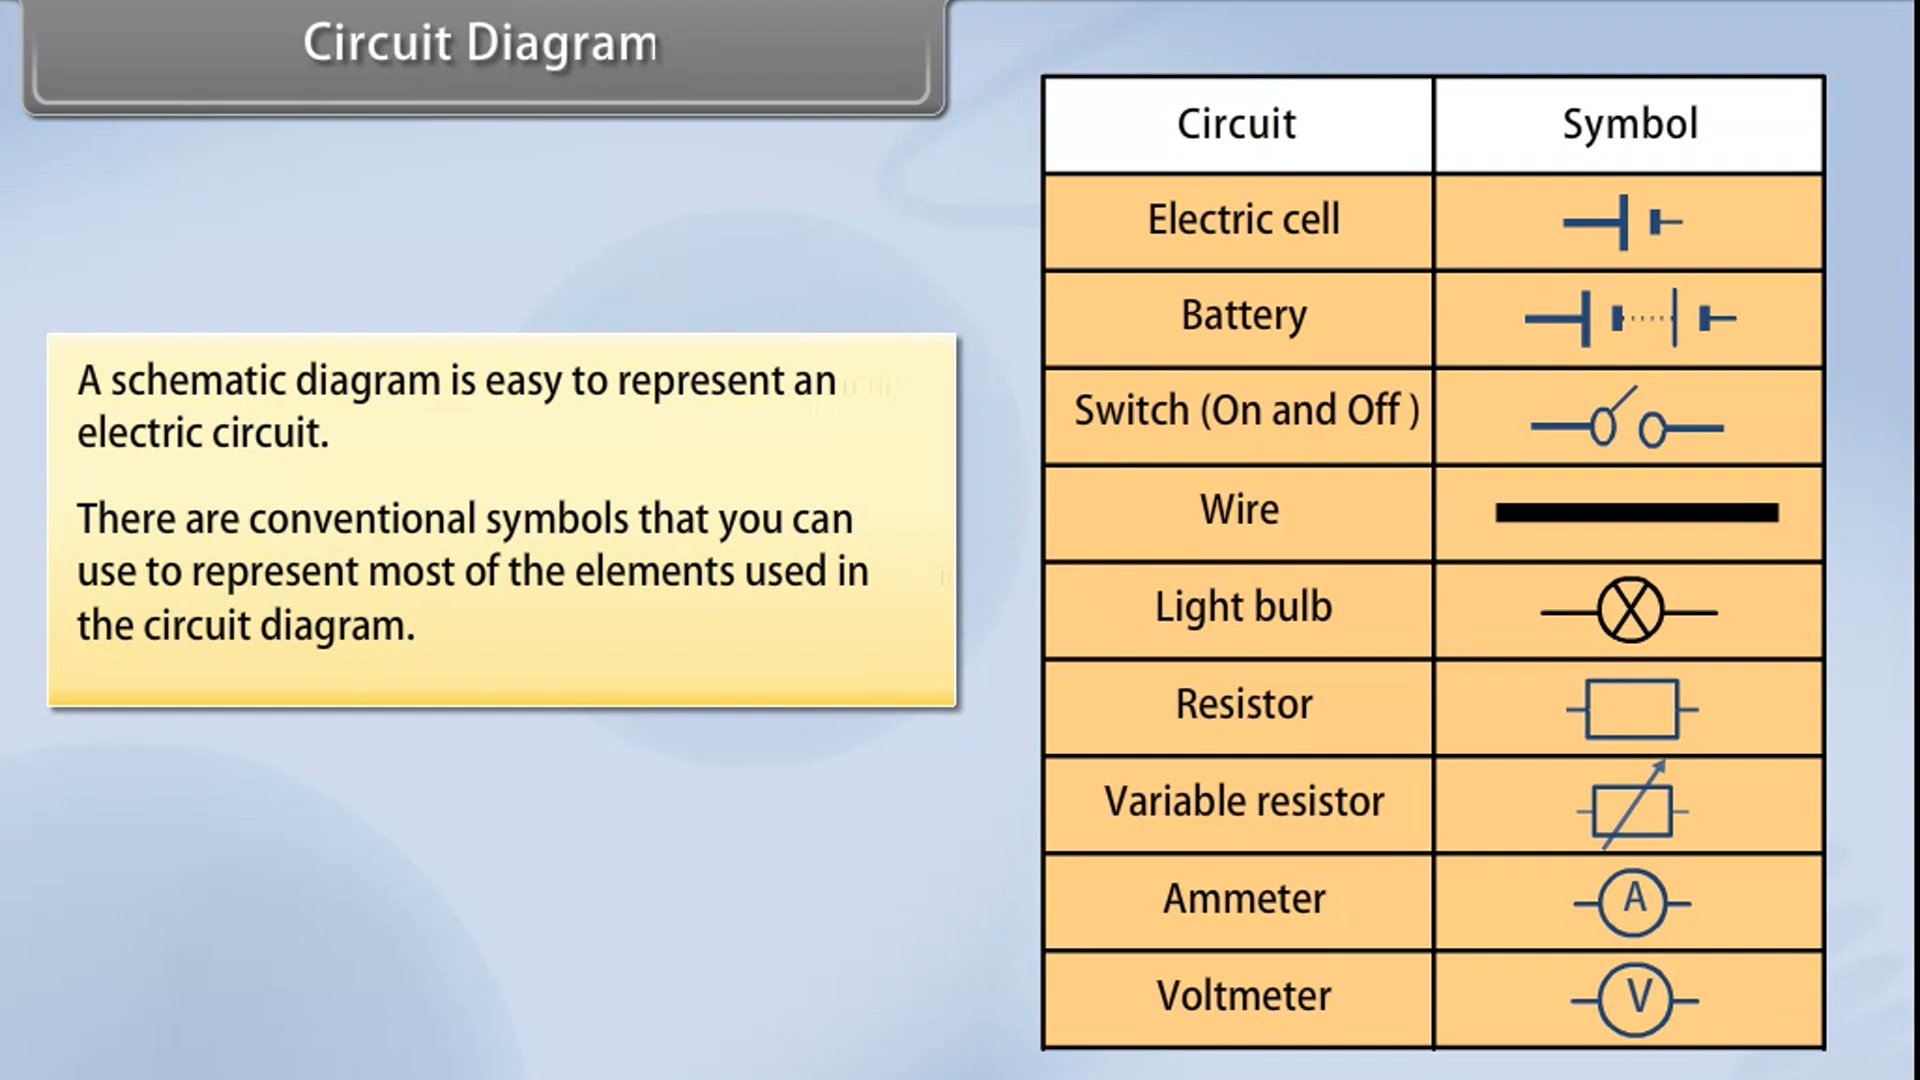 Circuit Diagram
A schematic diagram is easy to represent an
electric circuit.
There are conventional symbols that you can
use to represent most of the elements used in
the circuit diagram.
Circuit Symbol
Electric cell
Battery
Switch (On and Off )
Wire
Light bulb
Resistor
Variable resistor
Ammeter A
Voltmeter V